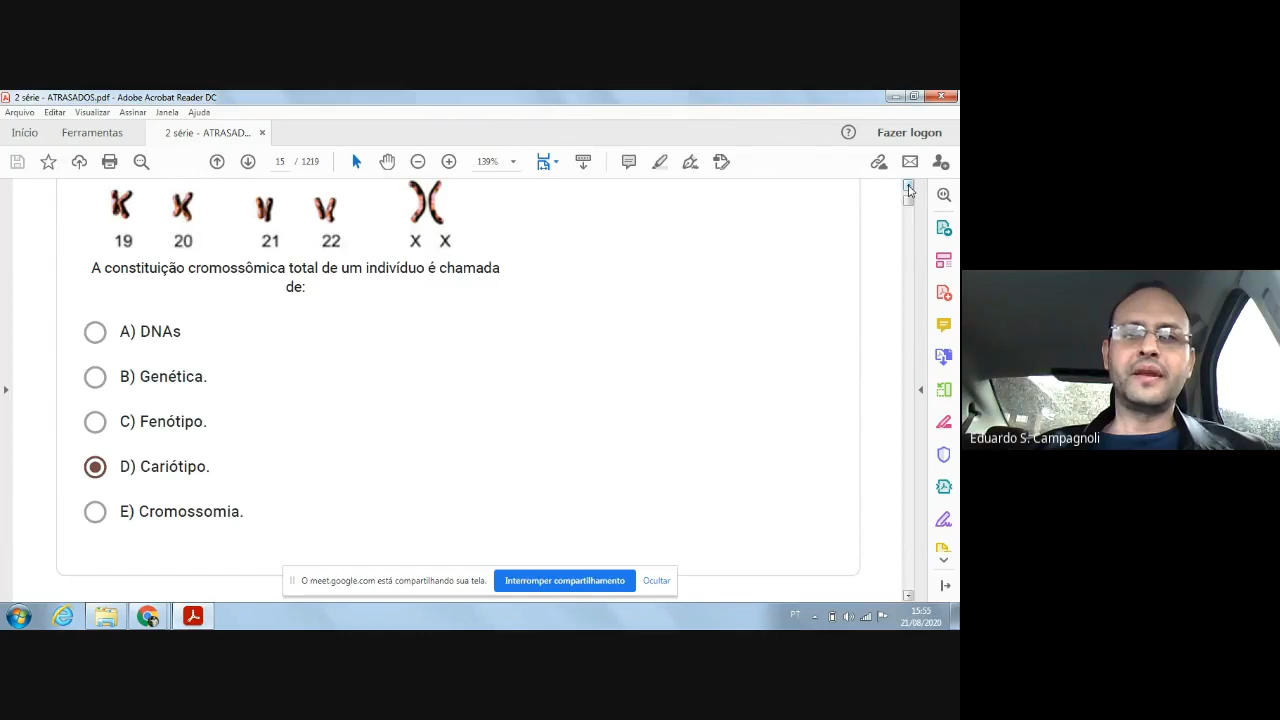 2 série - ATRASADOS.pdf - Adobe Acrobat Reader DC
Arquivo Editar Visualizar Assinar Janela Ajuda
Início Ferramentas 2 série - ATRASAD... × Fazer logon
15 / 1219 139%
19 20 21 22 X X
A constituição cromossômica total de um indivíduo é chamada
de:
A) DNAs
B) Genética.
C) Fenótipo.
D) Cariótipo.
E) Cromossomia.
Eduardo S. Campagnoli
O meet.google.com está compartilhando sua tela. Interromper compartilhamento Ocultar
PT 15:55
21/08/2020